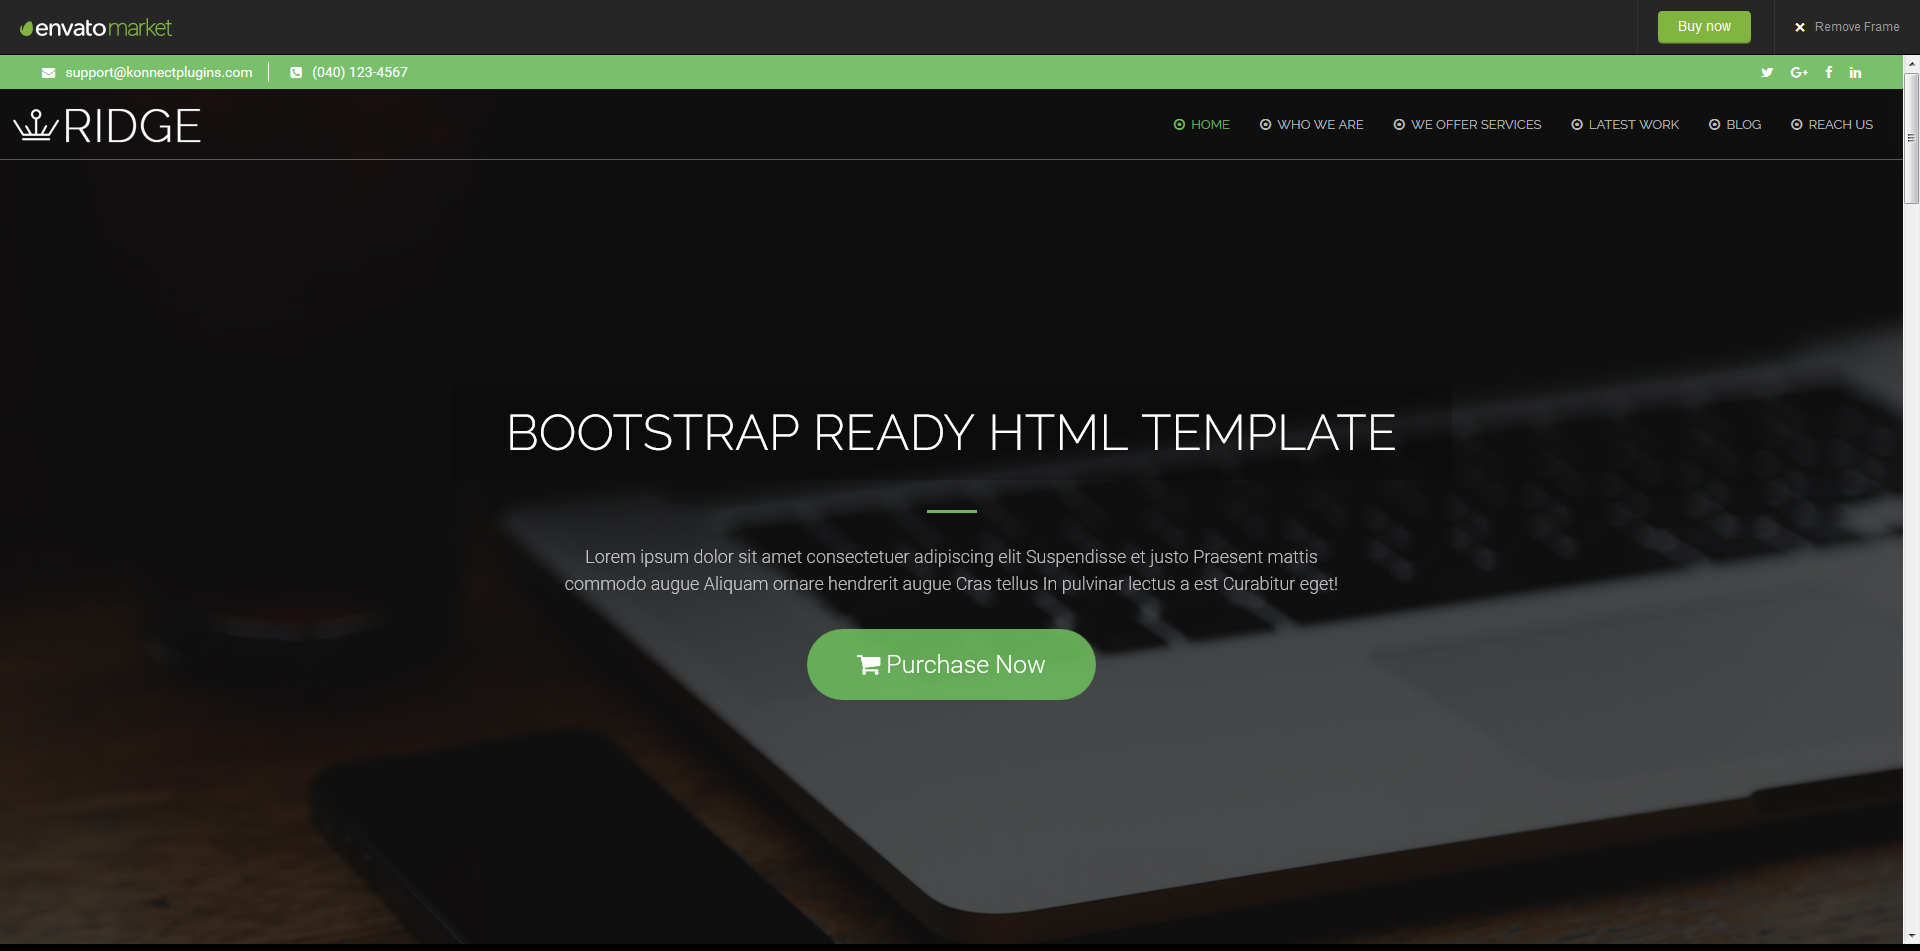 envato market
Buy now
Remove Frame
support@konnectplugins.com
(040) 123-4567
G+ f in
RIDGE
HOME
WHO WE ARE
WE OFFER SERVICES
LATEST WORK
BLOG
REACH US
BOOTSTRAP READY HTML TEMPLATE
Lorem ipsum dolor sit amet consectetuer adipiscing elit Suspendisse et justo Praesent mattis
commodo augue Aliquam ornare hendrerit augue Cras tellus In pulvinar lectus a est Curabitur eget!
Purchase Now